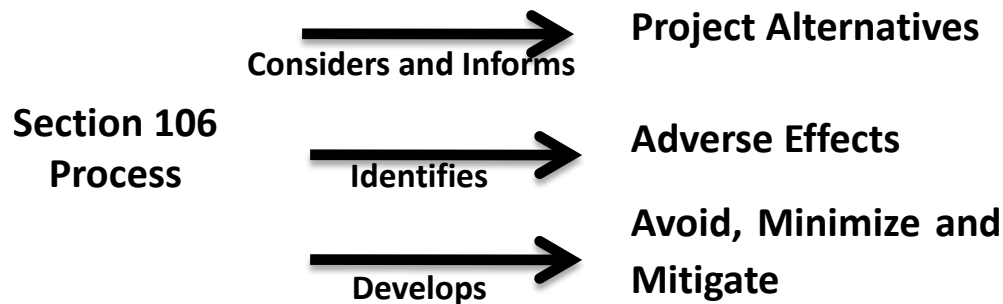 Project Alternatives
Considers and Informs
Section 106
Process
Adverse Effects
Identifies
Avoid, Minimize and
Mitigate
Develops